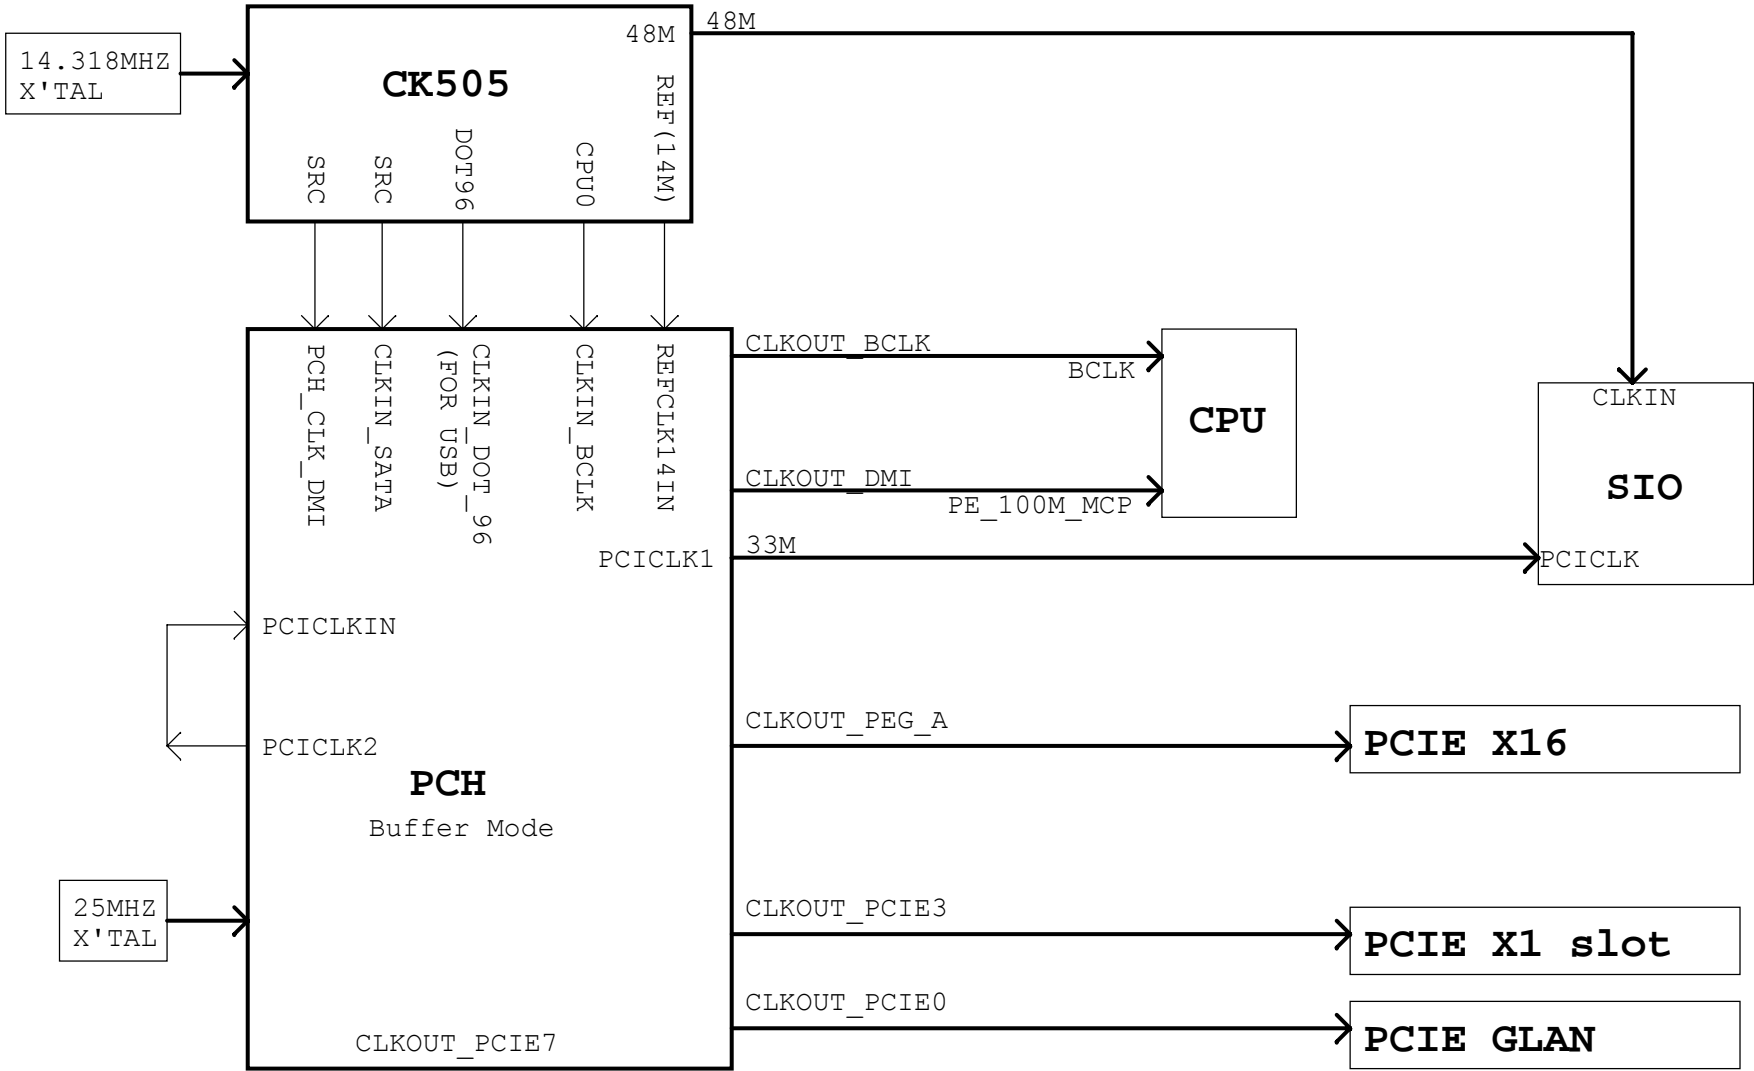 48M
48M
14.318MHZ
X'TAL
CK505
REF(14M)
DOT96
CPU0
SRC
SRC
PCH_CLK_DMI
CLKIN_SATA
CLKIN_DOT_96
(FOR USB)
CLKIN_BCLK
REFCLK14IN
CLKOUT_BCLK
BCLK
CPU
CLKIN
SIO
CLKOUT_DMI
PE_100M_MCP
PCICLK1
33M
PCICLK
PCICLKIN
CLKOUT_PEG_A
PCIE X16
PCICLK2
PCH
Buffer Mode
25MHZ
X'TAL
CLKOUT_PCIE3
PCIE X1 slot
CLKOUT_PCIE0
PCIE GLAN
CLKOUT_PCIE7